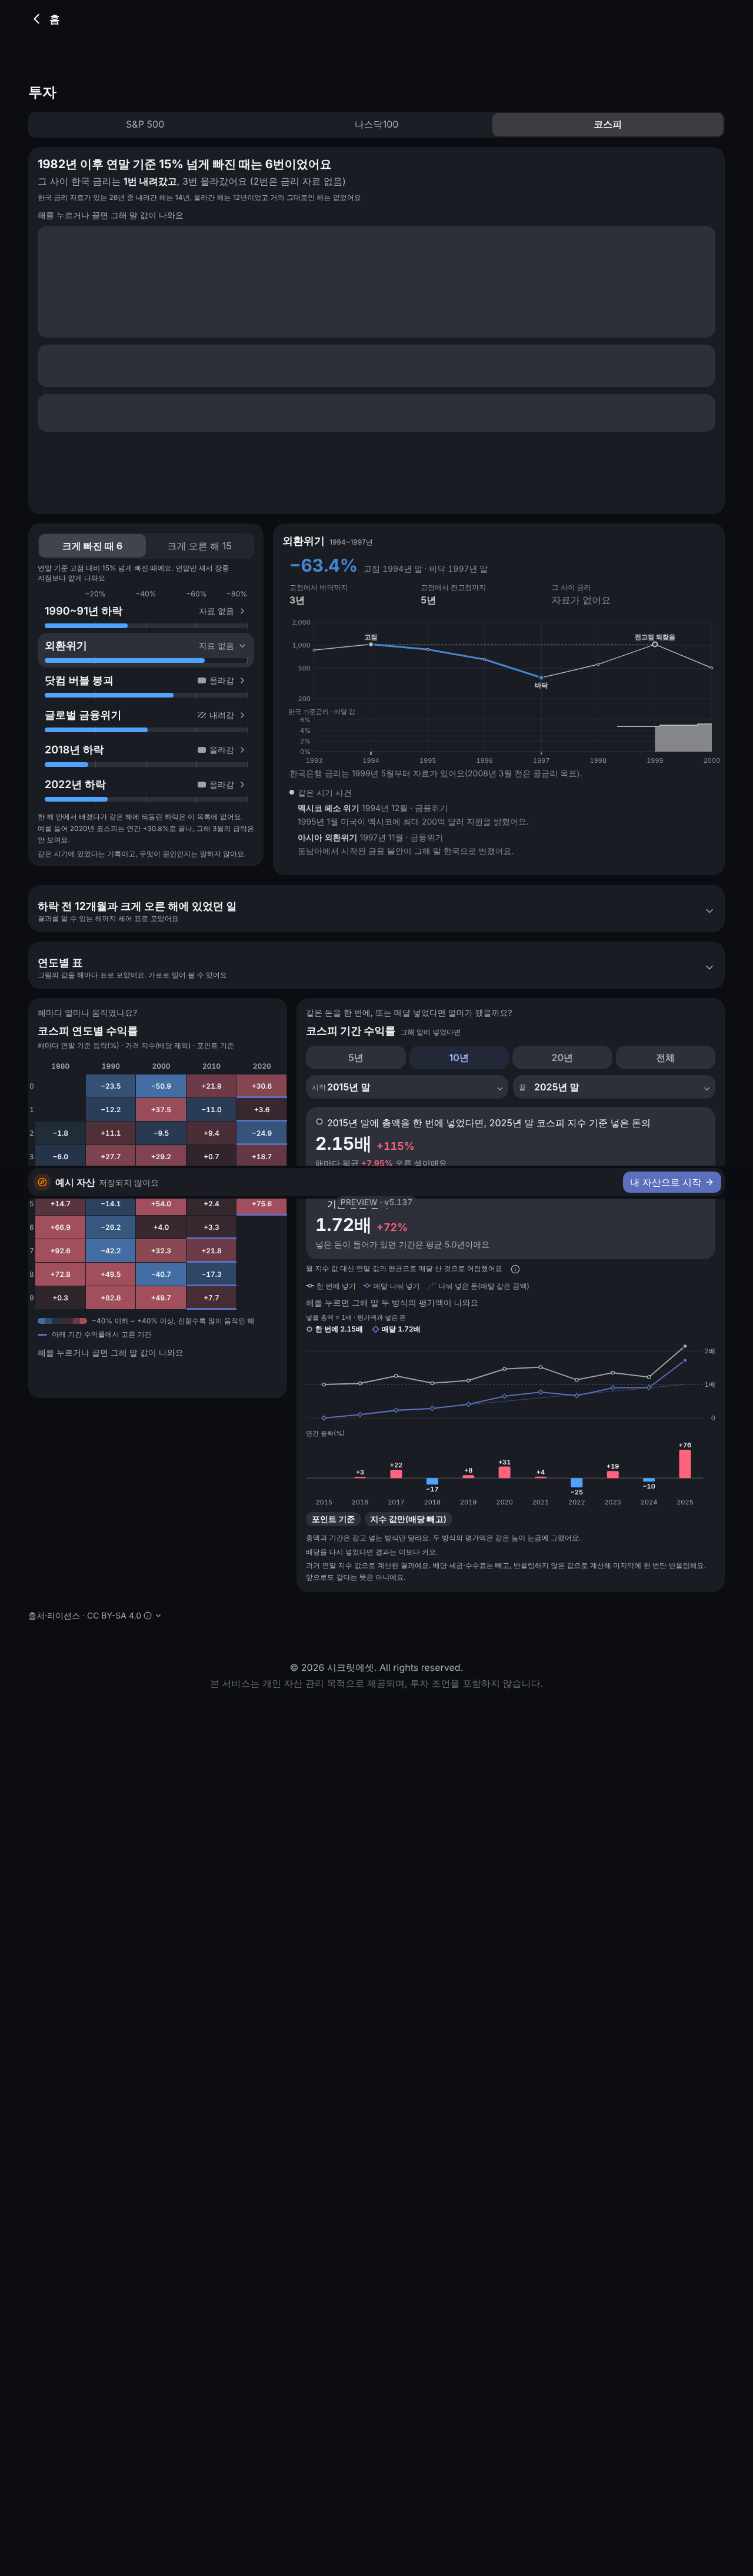 홈
투자
S&P 500
나스닥100
코스피
1982년 이후 연말 기준 15% 넘게 빠진 때는 6번이었어요
그 사이 한국 금리는 1번 내려갔고, 3번 올라갔어요 (2번은 금리 자료 없음)
한국 금리 자료가 있는 26년 중 내려간 해는 14년, 올라간 해는 12년이었고 거의 그대로인 해는 없었어요
해를 누르거나 끌면 그해 말 값이 나와요
크게 빠진 때 6
크게 오른 해 15
연말 기준 고점 대비 15% 넘게 빠진 때예요. 연말만 재서 장중
저점보다 얕게 나와요
−20% −40% −60% −80%
1990~91년 하락 자료 없음
외환위기 자료 없음
닷컴 버블 붕괴 올라감
글로벌 금융위기 내려감
2018년 하락 올라감
2022년 하락 올라감
한 해 안에서 빠졌다가 같은 해에 되돌린 하락은 이 목록에 없어요.
예를 들어 2020년 코스피는 연간 +30.8%로 끝나, 그해 3월의 급락은
안 보여요.
같은 시기에 있었다는 기록이고, 무엇이 원인인지는 말하지 않아요.
외환위기 1994~1997년
−63.4% 고점 1994년 말 · 바닥 1997년 말
고점에서 바닥까지
3년
고점에서 전고점까지
5년
그 사이 금리
자료가 없어요
2,000
1,000
500
200
고점
전고점 되찾음
바닥
한국 기준금리 · 매달 값
6%
4%
2%
0%
1993 1994 1995 1996 1997 1998 1999 2000
한국은행 금리는 1999년 5월부터 자료가 있어요(2008년 3월 전은 콜금리 목표).
같은 시기 사건
멕시코 페소 위기 1994년 12월 · 금융위기
1995년 1월 미국이 멕시코에 최대 200억 달러 지원을 밝혔어요.
아시아 외환위기 1997년 11월 · 금융위기
동남아에서 시작된 금융 불안이 그해 말 한국으로 번졌어요.
하락 전 12개월과 크게 오른 해에 있었던 일
결과를 알 수 있는 해까지 세어 표로 모았어요
연도별 표
그림의 값을 해마다 표로 모았어요. 가로로 밀어 볼 수 있어요
해마다 얼마나 움직였나요?
코스피 연도별 수익률
해마다 연말 기준 등락(%) · 가격 지수(배당 제외) · 포인트 기준
1980 1990 2000 2010 2020
0 −23.5 −50.9 +21.9 +30.8
1 −12.2 +37.5 −11.0 +3.6
2 −1.8 +11.1 −9.5 +9.4 −24.9
3 −6.0 +27.7 +29.2 +0.7 +18.7
5 +14.7 −14.1 +54.0 +2.4 +75.6
6 +66.9 −26.2 +4.0 +3.3
7 +92.6 −42.2 +32.3 +21.8
8 +72.8 +49.5 −40.7 −17.3
9 +0.3 +82.8 +49.7 +7.7
−40% 이하 ~ +40% 이상, 진할수록 많이 움직인 해
아래 기간 수익률에서 고른 기간
해를 누르거나 끌면 그해 말 값이 나와요
같은 돈을 한 번에, 또는 매달 넣었다면 얼마가 됐을까요?
코스피 기간 수익률 그해 말에 넣었다면
5년
10년
20년
전체
시작 2015년 말
끝 2025년 말
2015년 말에 총액을 한 번에 넣었다면, 2025년 말 코스피 지수 기준 넣은 돈의
2.15배 +115%
해마다 평균 +7.95% 오른 셈이에요
예시 자산 저장되지 않아요
내 자산으로 시작
PREVIEW · v5.137
1.72배 +72%
넣은 돈이 들어가 있던 기간은 평균 5.0년이에요
월 지수 값 대신 연말 값의 평균으로 매달 산 것으로 어림했어요
한 번에 넣기 매달 나눠 넣기 나눠 넣은 돈(매달 같은 금액)
해를 누르면 그해 말 두 방식의 평가액이 나와요
넣을 총액 = 1배 · 평가액과 넣은 돈
한 번에 2.15배 매달 1.72배
2배
1배
0
연간 등락(%)
+3 +22 −17 +8 +31 +4 −25 +19 −10 +76
2015 2016 2017 2018 2019 2020 2021 2022 2023 2024 2025
포인트 기준
지수 값만(배당 빼고)
총액과 기간은 같고 넣는 방식만 달라요. 두 방식의 평가액은 같은 높이 눈금에 그렸어요.
배당을 다시 넣었다면 결과는 이보다 커요.
과거 연말 지수 값으로 계산한 결과예요. 배당·세금·수수료는 빼고, 반올림하지 않은 값으로 계산해 마지막에 한 번만 반올림해요.
앞으로도 같다는 뜻은 아니에요.
출처·라이선스 · CC BY-SA 4.0
© 2026 시크릿에셋. All rights reserved.
본 서비스는 개인 자산 관리 목적으로 제공되며, 투자 조언을 포함하지 않습니다.